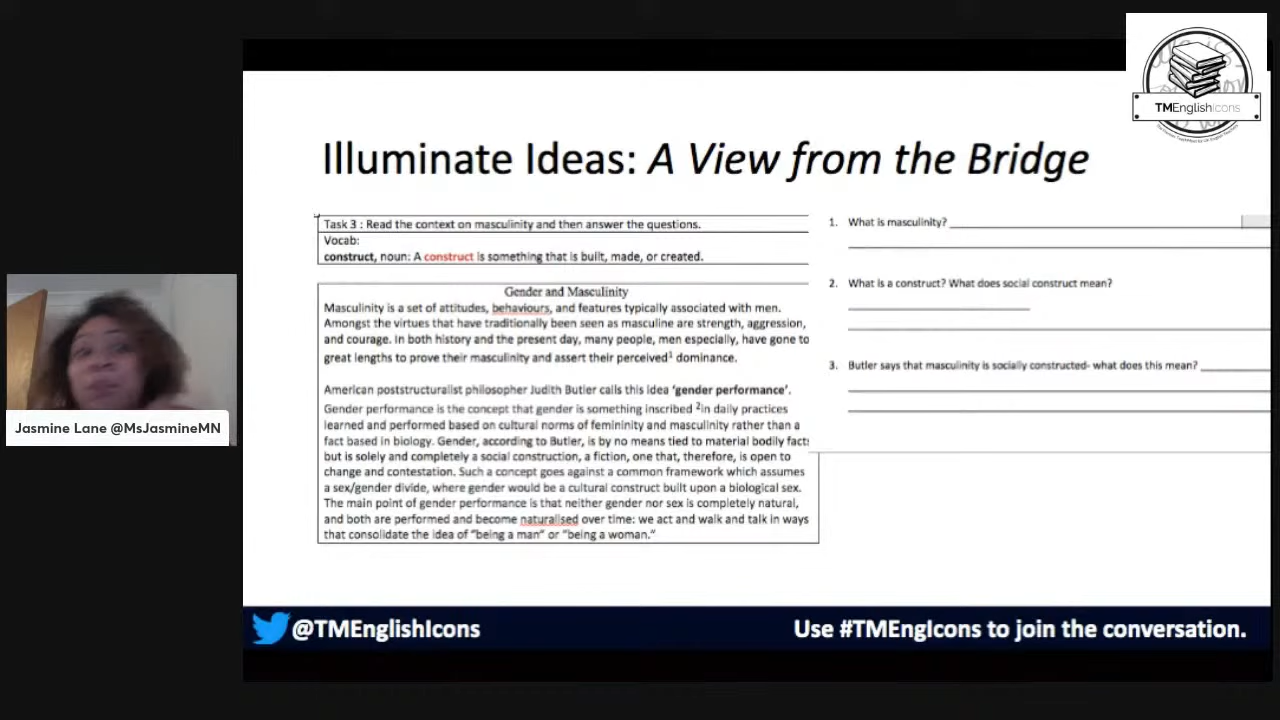 TMEnglishIcons
Illuminate Ideas: A View from the Bridge
Task 3 : Read the context on masculinity and then answer the questions.
Vocab:
construct, noun: A construct is something that is built, made, or created.
Gender and Masculinity
Masculinity is a set of attitudes, behaviours, and features typically associated with men.
Amongst the virtues that have traditionally been seen as masculine are strength, aggression,
and courage. In both history and the present day, many people, men especially, have gone to
great lengths to prove their masculinity and assert their perceived¹ dominance.
American poststructuralist philosopher Judith Butler calls this idea ‘gender performance’.
Gender performance is the concept that gender is something inscribed ²in daily practices
learned and performed based on cultural norms of femininity and masculinity rather than a
fact based in biology. Gender, according to Butler, is by no means tied to material bodily facts
but is solely and completely a social construction, a fiction, one that, therefore, is open to
change and contestation. Such a concept goes against a common framework which assumes
a sex/gender divide, where gender would be a cultural construct built upon a biological sex.
The main point of gender performance is that neither gender nor sex is completely natural,
and both are performed and become naturalised over time: we act and walk and talk in ways
that consolidate the idea of “being a man” or “being a woman.”
1. What is masculinity?
2. What is a construct? What does social construct mean?
3. Butler says that masculinity is socially constructed- what does this mean?
Jasmine Lane @MsJasmineMN
@TMEnglishIcons
Use #TMEngIcons to join the conversation.